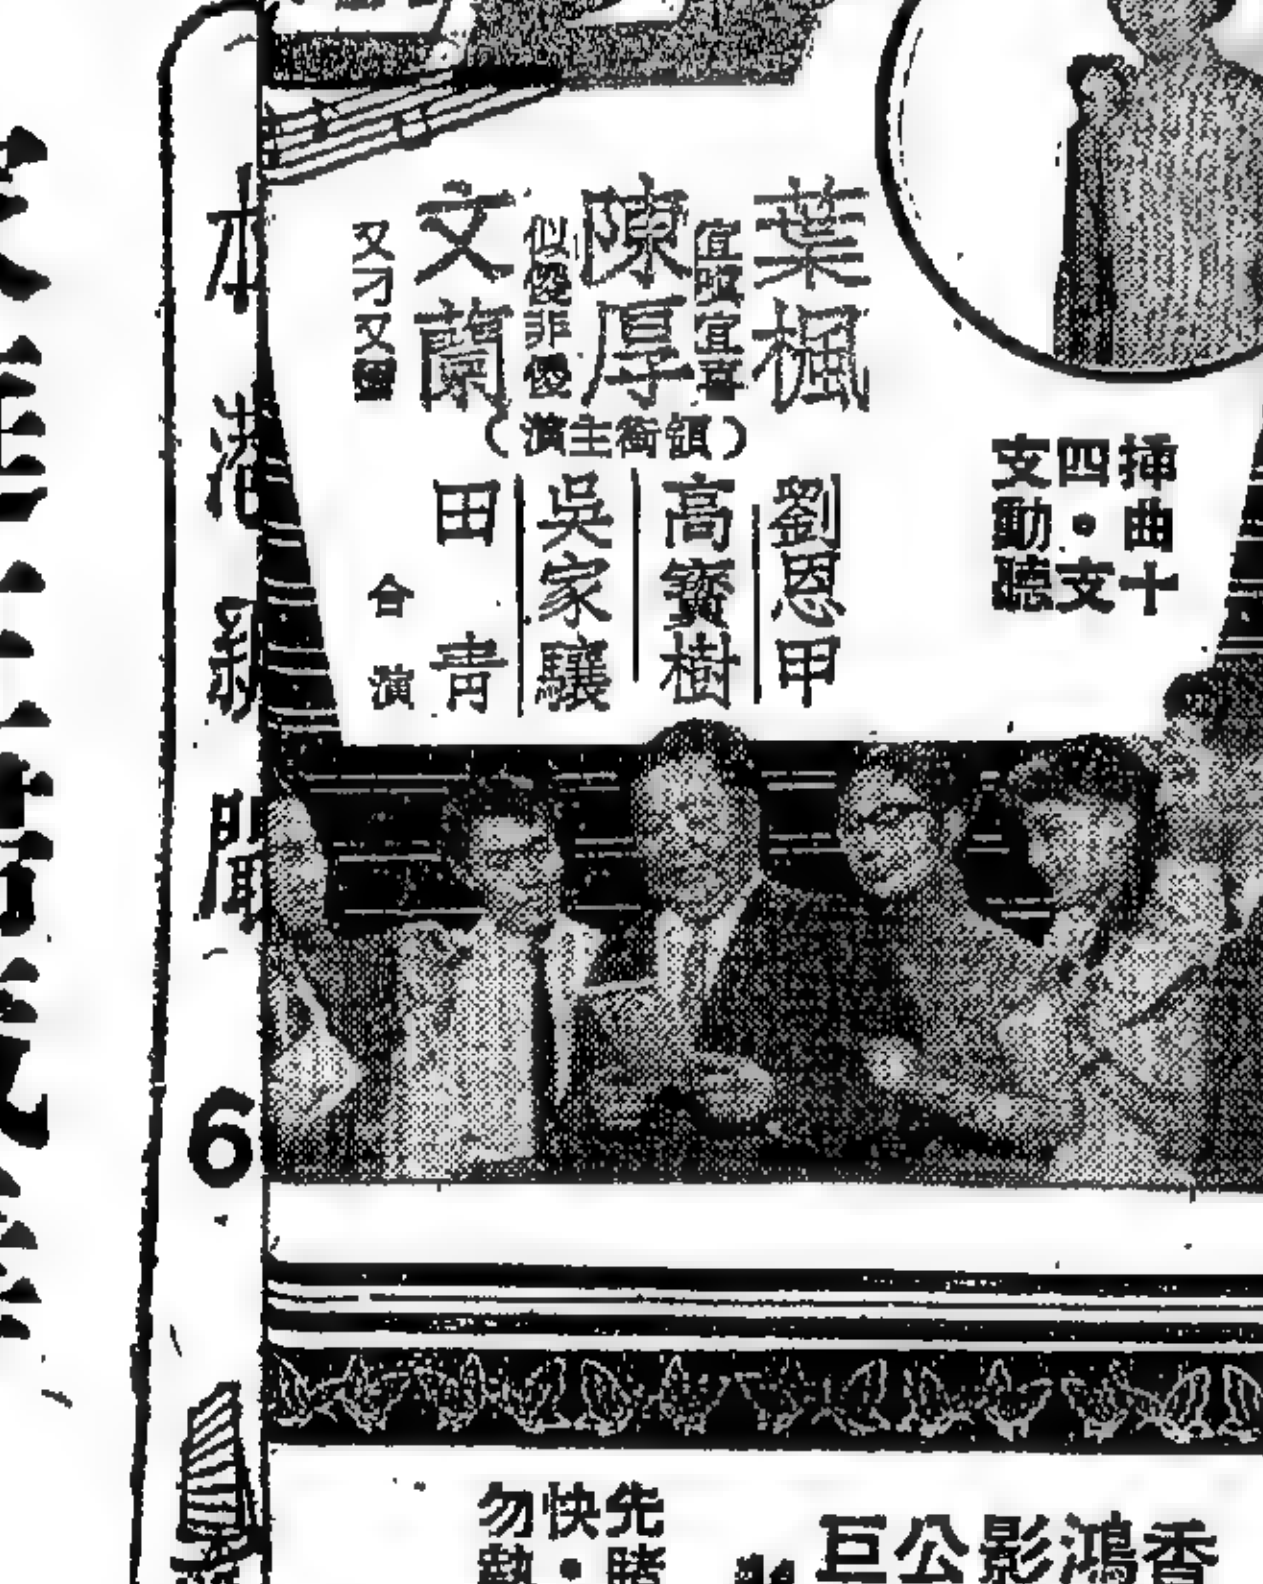 葉楓
宜嗔宜喜
陳厚
似傻非傻
文蘭
又刁又蠻
（領銜主演）
劉恩甲
高寶樹
吳家驤
田青
合演
插曲十
四・文
支動聽
本港新聞
6
先睹
快・
勿
香鴻影公巨